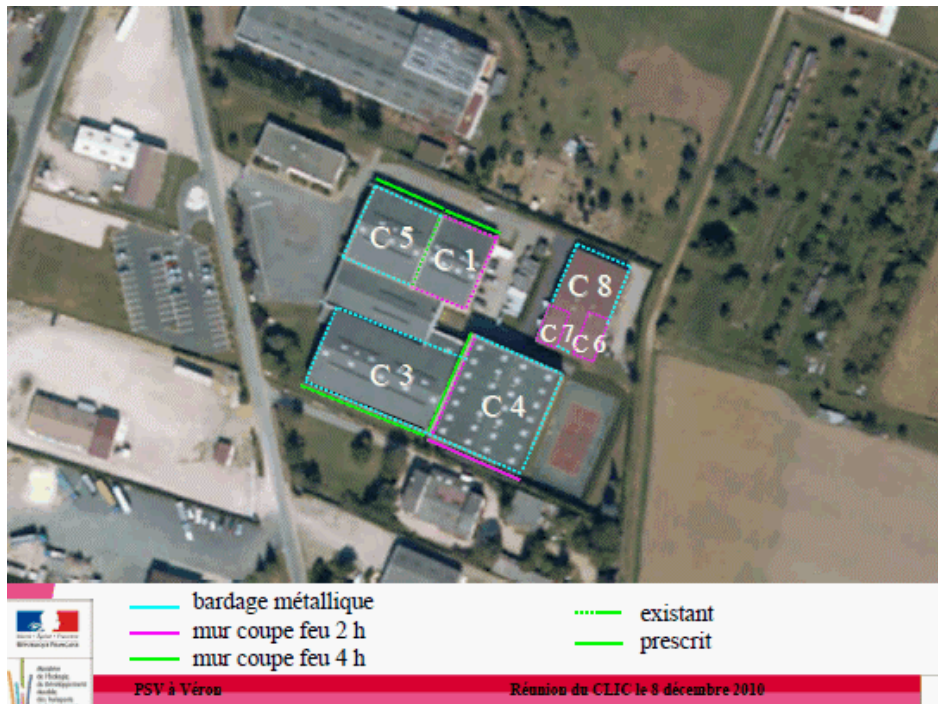 C 5
C 1
C 8
C 7
C 6
C 3
C 4
bardage métallique
mur coupe feu 2 h
mur coupe feu 4 h
existant
prescrit
PSV à Véron
Réunion du CLIC le 8 décembre 2010